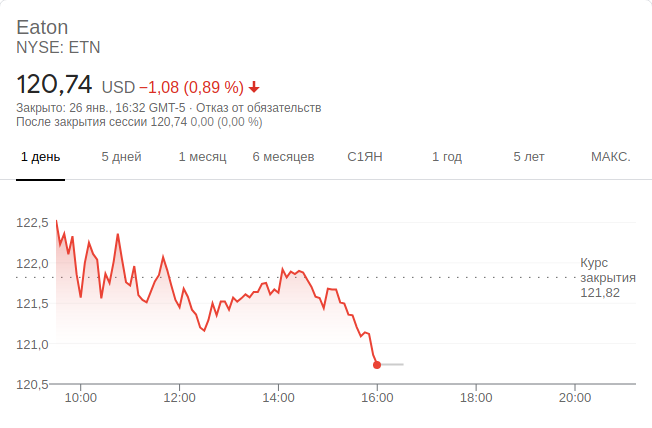 Eaton
NYSE: ETN
120,74 USD −1,08 (0,89 %)
Закрыто: 26 янв., 16:32 GMT-5 · Отказ от обязательств
После закрытия сессии 120,74 0,00 (0,00 %)
1 день 5 дней 1 месяц 6 месяцев С1ЯН 1 год 5 лет МАКС.
122,5
122,0
121,5
121,0
120,5
Курс
закрытия
121,82
10:00 12:00 14:00 16:00 18:00 20:00